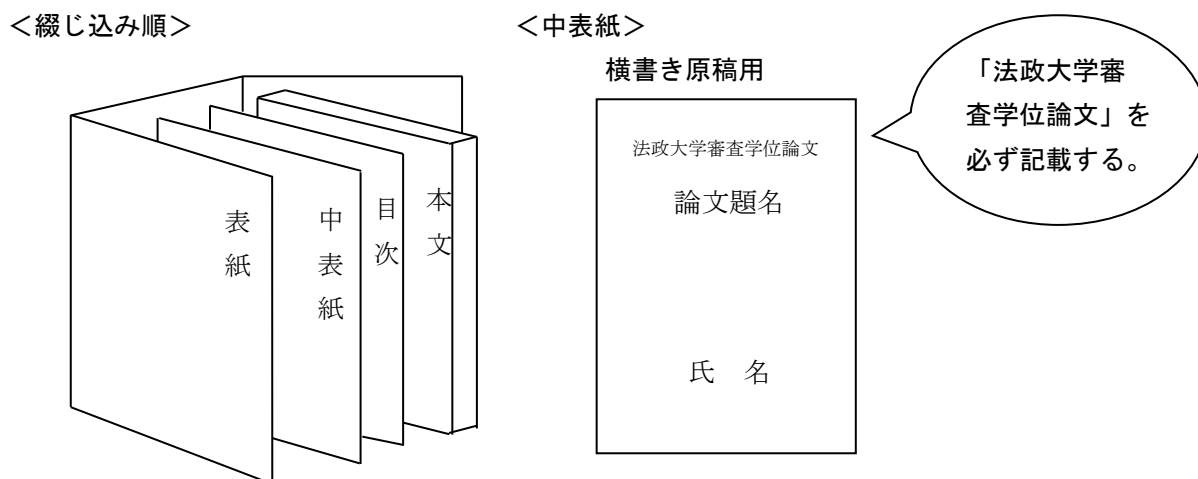 ＜綴じ込み順＞
表紙
中表紙
目次
本文
＜中表紙＞
横書き原稿用
法政大学審査学位論文
論文題名
氏　名
「法政大学審
査学位論文」を
必ず記載する。